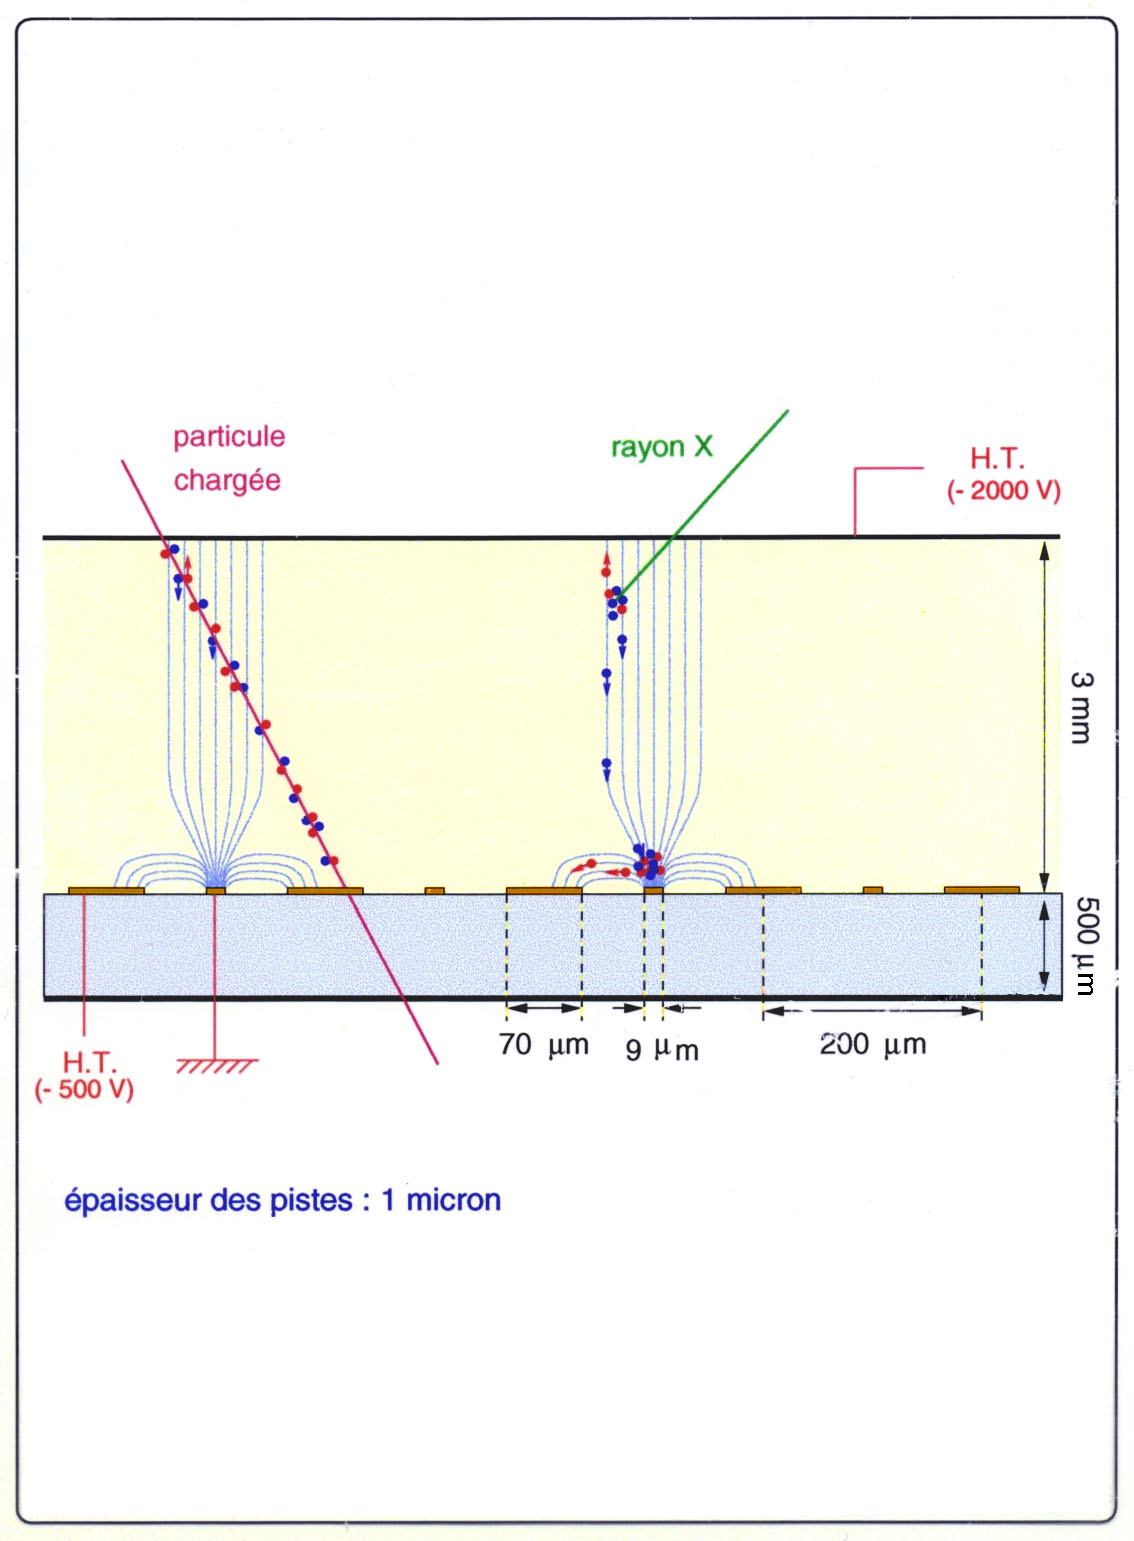 particule
chargée
rayon X
H.T.
(- 2000 V)
3 mm
500 μm
70 μm
9 μm
200 μm
H.T.
(- 500 V)
épaisseur des pistes : 1 micron